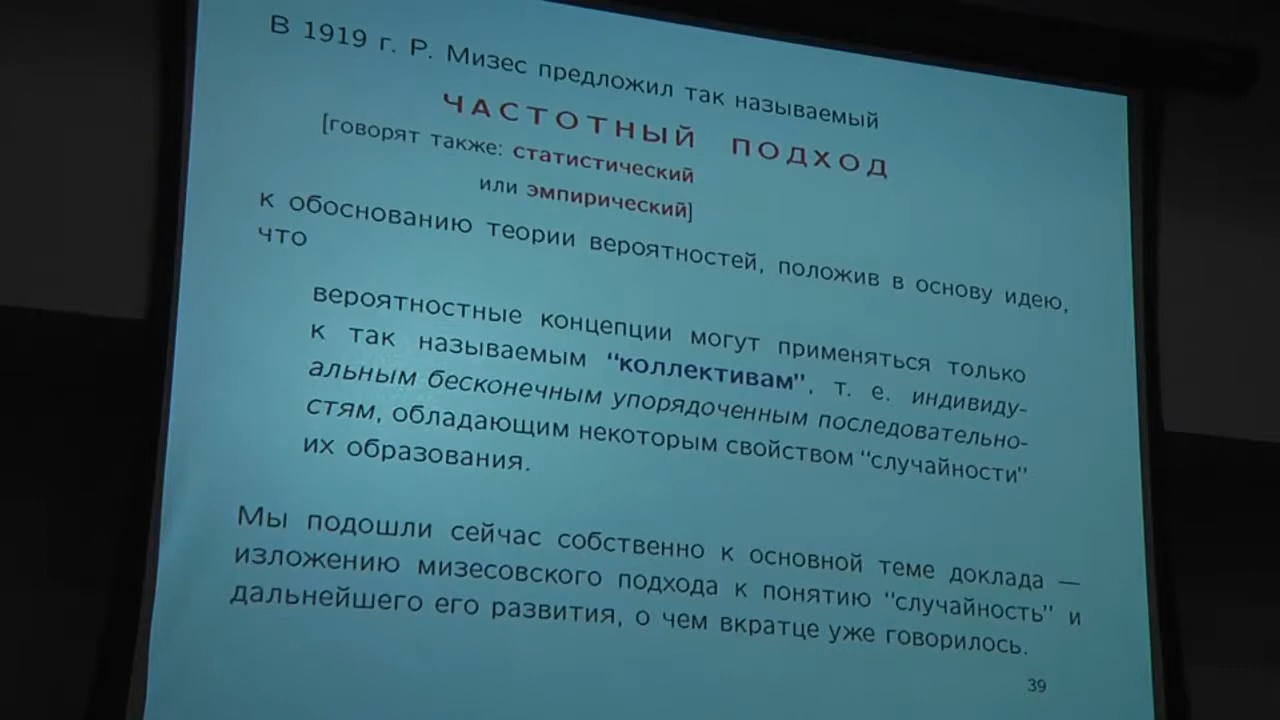 В 1919 г. Р. Мизес предложил так называемый
ЧАСТОТНЫЙ ПОДХОД
[говорят также: статистический
или эмпирический]
к обоснованию теории вероятностей, положив в основу идею,
что
вероятностные концепции могут применяться только
к так называемым "коллективам", т. е. индивиду-
альным бесконечным упорядоченным последовательно-
стям, обладающим некоторым свойством "случайности"
их образования.
Мы подошли сейчас собственно к основной теме доклада —
изложению мизесовского подхода к понятию "случайность" и
дальнейшего его развития, о чем вкратце уже говорилось.
39